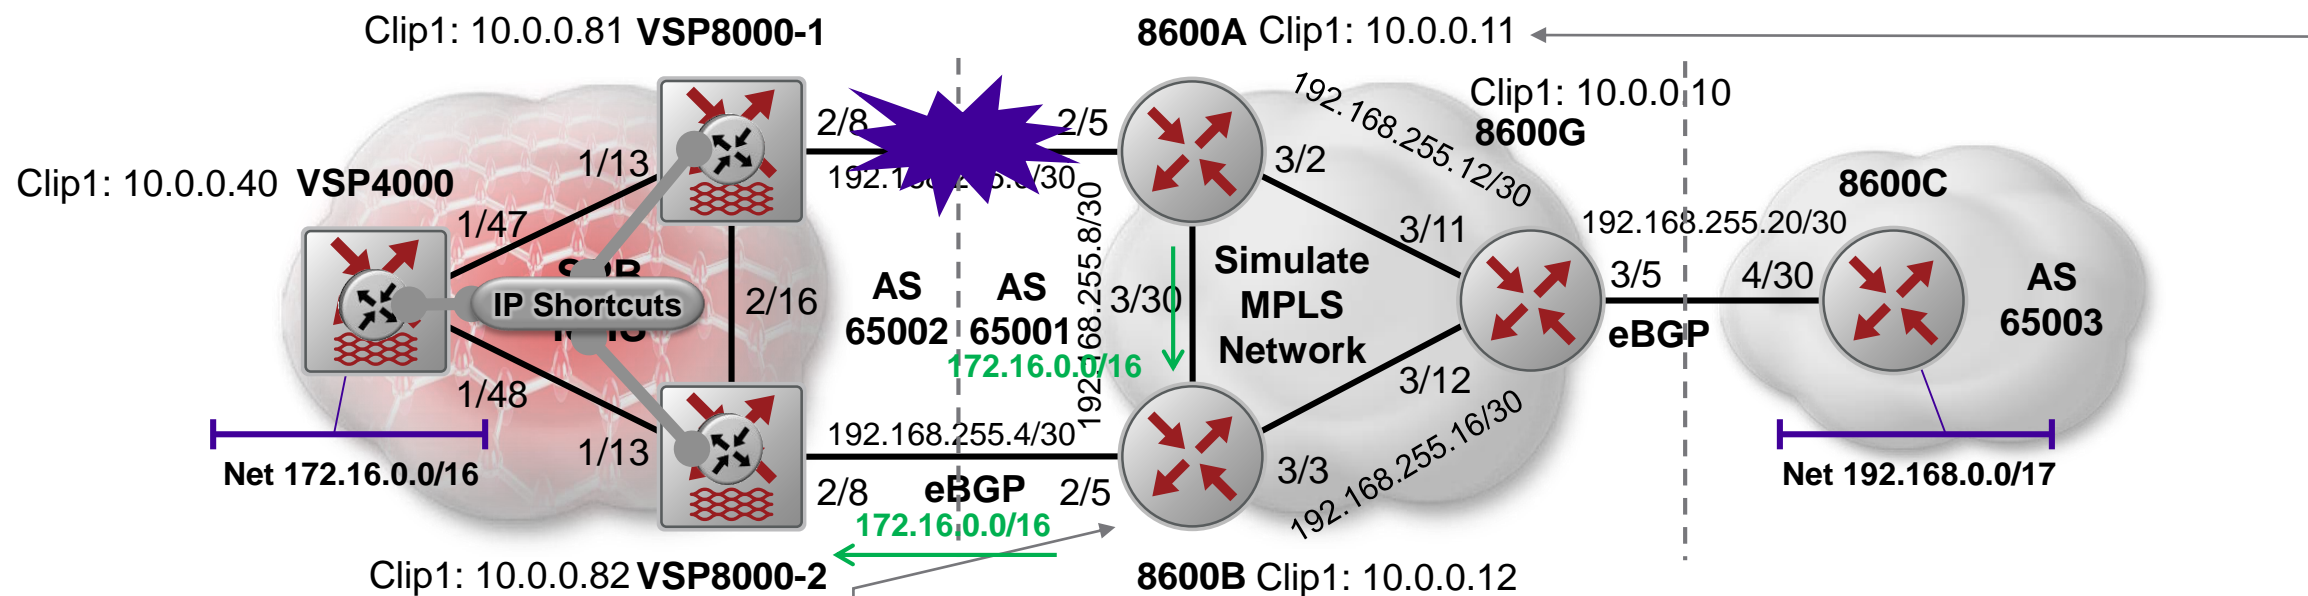 Clip1: 10.0.0.81 VSP8000-1
8600A Clip1: 10.0.0.11
Clip1: 10.0.0.10
8600G
2/8
2/5
192.168.255.12/30
1/13
3/2
Clip1: 10.0.0.40 VSP4000
8600C
1/47
192.168.255.20/30
3/11
192.168.255.8/30
IP Shortcuts
2/16
AS
65002
AS
65001
3/30
Simulate
MPLS
Network
3/5
4/30
eBGP
AS
65003
172.16.0.0/16
1/48
3/12
192.168.255.4/30
1/13
3/3
192.168.255.16/30
Net 172.16.0.0/16
Net 192.168.0.0/17
2/8
eBGP
2/5
172.16.0.0/16
Clip1: 10.0.0.82 VSP8000-2
8600B Clip1: 10.0.0.12